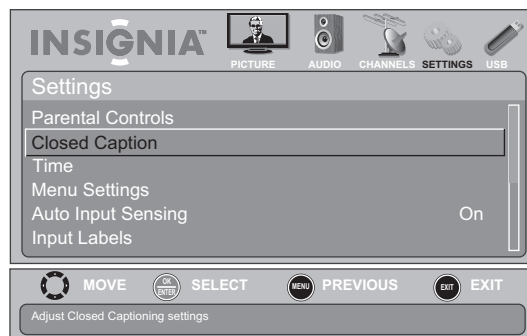 INSIGNIA™
PICTURE AUDIO CHANNELS SETTINGS USB
Settings
Parental Controls
Closed Caption
Time
Menu Settings
Auto Input Sensing On
Input Labels
MOVE OK ENTER SELECT MENU PREVIOUS EXIT EXIT
Adjust Closed Captioning settings